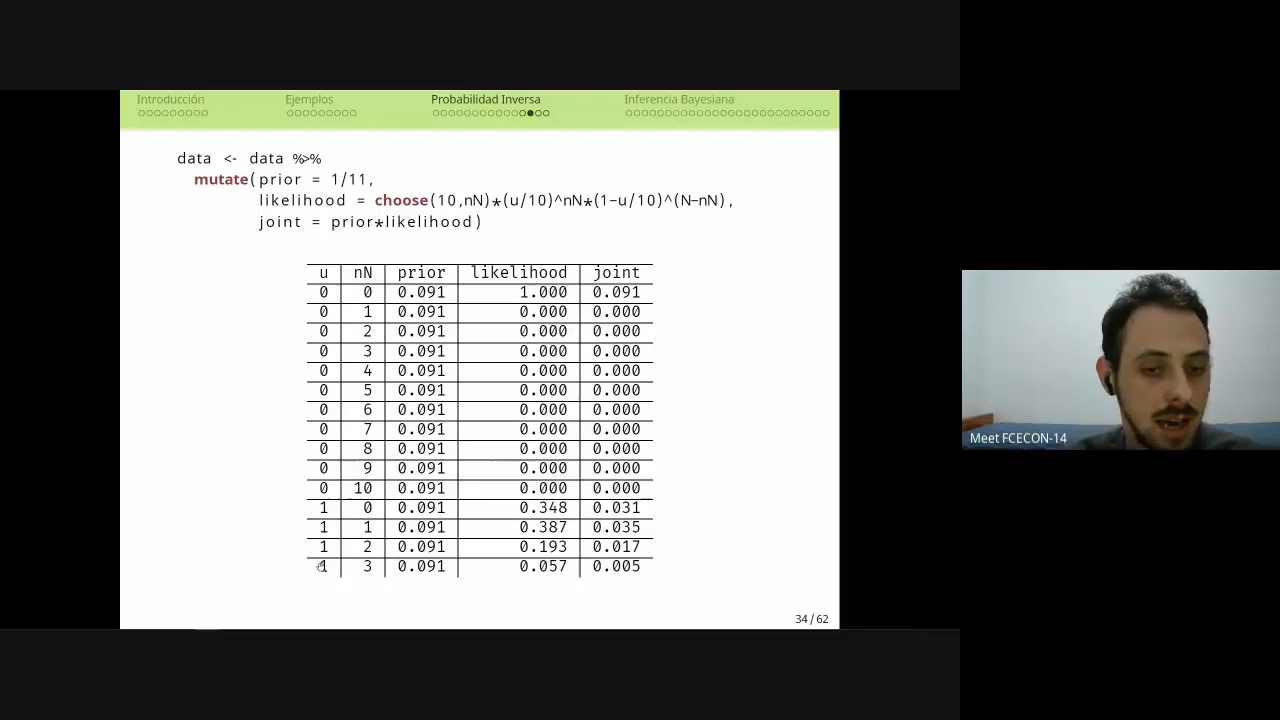 Introducción Ejemplos Probabilidad Inversa Inferencia Bayesiana
data <- data %>%
mutate(prior = 1/11,
likelihood = choose(10,nN)*(u/10)^nN*(1-u/10)^(N-nN),
joint = prior*likelihood)
u nN prior likelihood joint
0 0 0.091 1.000 0.091
0 1 0.091 0.000 0.000
0 2 0.091 0.000 0.000
0 3 0.091 0.000 0.000
0 4 0.091 0.000 0.000
0 5 0.091 0.000 0.000
0 6 0.091 0.000 0.000
0 7 0.091 0.000 0.000
0 8 0.091 0.000 0.000
0 9 0.091 0.000 0.000
0 10 0.091 0.000 0.000
1 0 0.091 0.348 0.031
1 1 0.091 0.387 0.035
1 2 0.091 0.193 0.017
1 3 0.091 0.057 0.005
34/62
Meet FCECON-14